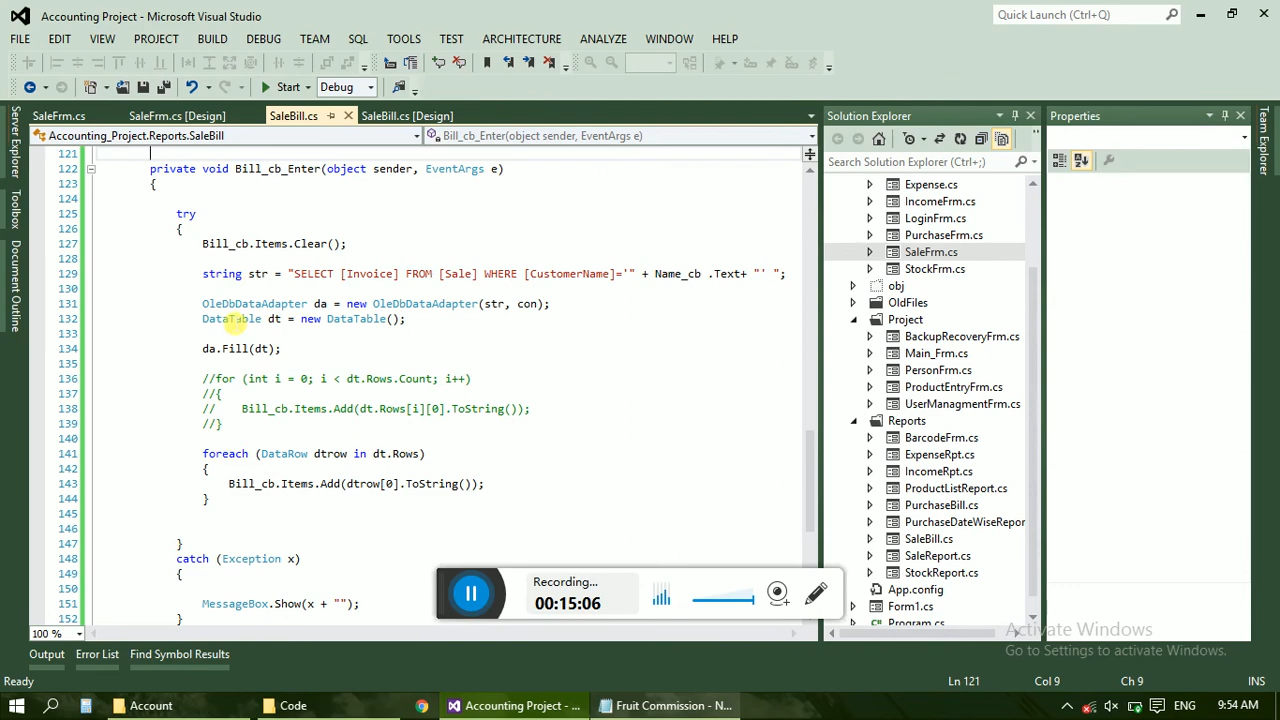 Accounting Project - Microsoft Visual Studio
Quick Launch (Ctrl+Q)
FILE EDIT VIEW PROJECT BUILD DEBUG TEAM SQL TOOLS TEST ARCHITECTURE ANALYZE WINDOW HELP
Start Debug
SaleFrm.cs SaleFrm.cs [Design] SaleBill.cs SaleBill.cs [Design]
Accounting_Project.Reports.SaleBill Bill_cb_Enter(object sender, EventArgs e)
121
122 private void Bill_cb_Enter(object sender, EventArgs e)
123 {
124
125 try
126 {
127 Bill_cb.Items.Clear();
128
129 string str = "SELECT [Invoice] FROM [Sale] WHERE [CustomerName]='" + Name_cb .Text+ "' ";
130
131 OleDbDataAdapter da = new OleDbDataAdapter(str, con);
132 DataTable dt = new DataTable();
133
134 da.Fill(dt);
135
136 //for (int i = 0; i < dt.Rows.Count; i++)
137 //{
138 // Bill_cb.Items.Add(dt.Rows[i][0].ToString());
139 //}
140
141 foreach (DataRow dtrow in dt.Rows)
142 {
143 Bill_cb.Items.Add(dtrow[0].ToString());
144 }
145
146
147 }
148 catch (Exception x)
149 {
150
151 MessageBox.Show(x + "");
152 }
100 %
Server Explorer
Toolbox
Document Outline
Recording...
00:15:06
Solution Explorer
Search Solution Explorer (Ctrl+;)
Expense.cs
IncomeFrm.cs
LoginFrm.cs
PurchaseFrm.cs
SaleFrm.cs
StockFrm.cs
obj
OldFiles
Project
BackupRecoveryFrm.cs
Main_Frm.cs
PersonFrm.cs
ProductEntryFrm.cs
UserManagmentFrm.cs
Reports
BarcodeFrm.cs
ExpenseRpt.cs
IncomeRpt.cs
ProductListReport.cs
PurchaseBill.cs
PurchaseDateWiseRepor
SaleBill.cs
SaleReport.cs
StockReport.cs
App.config
Form1.cs
Program.cs
Properties
Team Explorer
Activate Windows
Go to Settings to activate Windows.
Output Error List Find Symbol Results
Ready Ln 121 Col 9 Ch 9 INS
Account Code Accounting Project - ... Fruit Commission - N... ENG 9:54 AM